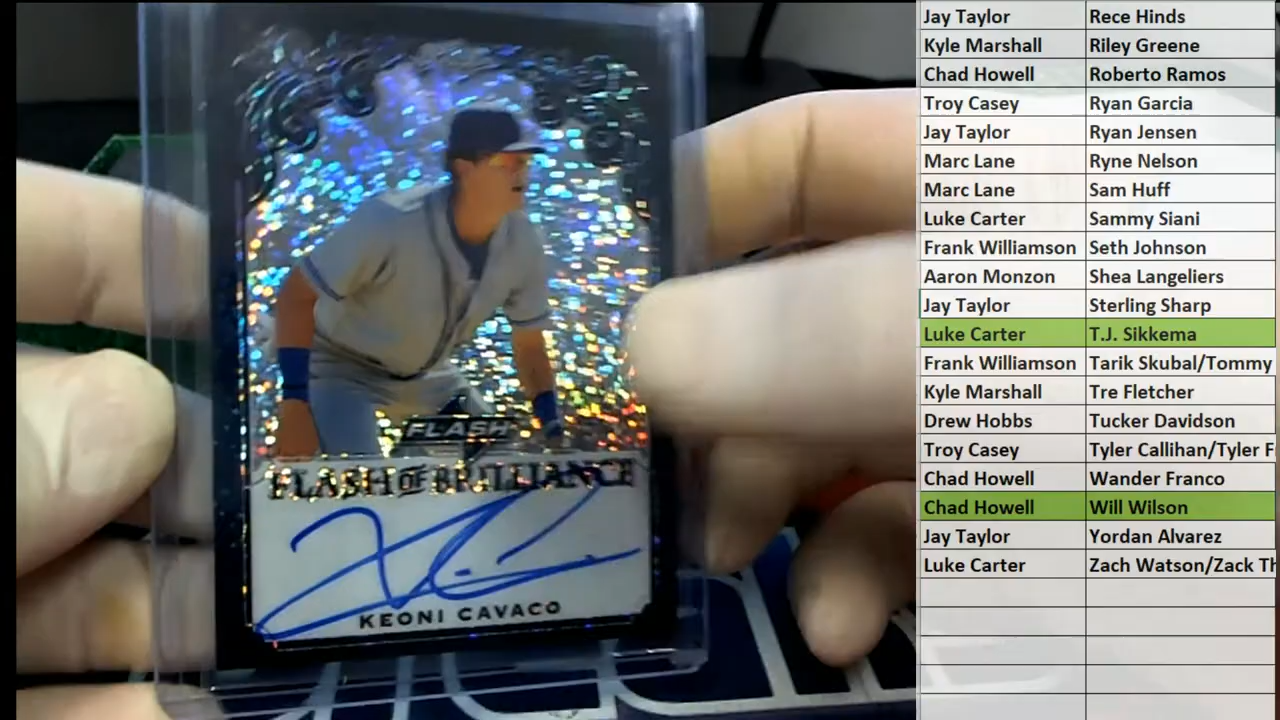 FLASH
FLASH OF BRILLIANCE
KEONI CAVACO
Jay Taylor Rece Hinds
Kyle Marshall Riley Greene
Chad Howell Roberto Ramos
Troy Casey Ryan Garcia
Jay Taylor Ryan Jensen
Marc Lane Ryne Nelson
Marc Lane Sam Huff
Luke Carter Sammy Siani
Frank Williamson Seth Johnson
Aaron Monzon Shea Langeliers
Jay Taylor Sterling Sharp
Luke Carter T.J. Sikkema
Frank Williamson Tarik Skubal/Tommy
Kyle Marshall Tre Fletcher
Drew Hobbs Tucker Davidson
Troy Casey Tyler Callihan/Tyler F
Chad Howell Wander Franco
Chad Howell Will Wilson
Jay Taylor Yordan Alvarez
Luke Carter Zach Watson/Zack Th